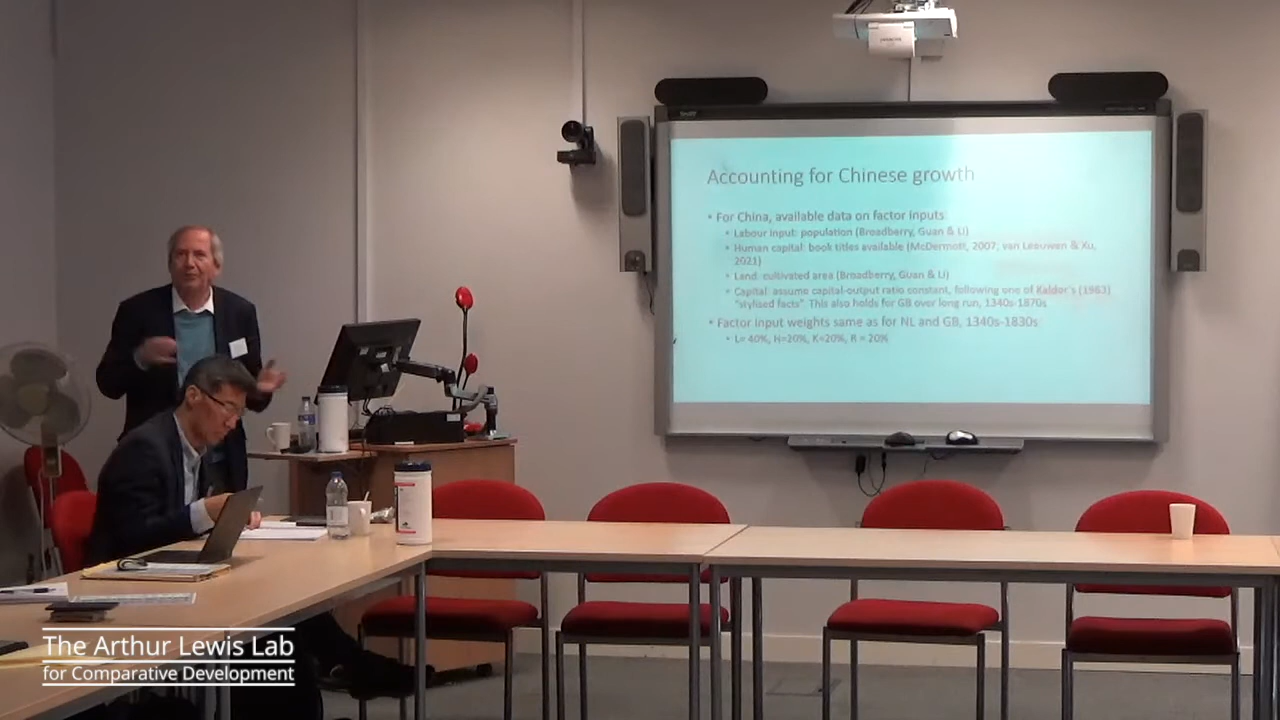 Accounting for Chinese growth
• For China, available data on factor inputs:
• Labour input: population (Broadberry, Guan & Li)
• Human capital: book titles available (McDermott, 2007; van Leeuwen & Xu,
2021)
• Land: cultivated area (Broadberry, Guan & Li)
• Capital: assume capital-output ratio constant, following one of Kaldor's (1963)
"stylised facts". This also holds for GB over long run, 1340s-1870s
• Factor input weights same as for NL and GB, 1340s-1830s:
• L= 40%, H=20%, K=20%, R = 20%
The Arthur Lewis Lab
for Comparative Development